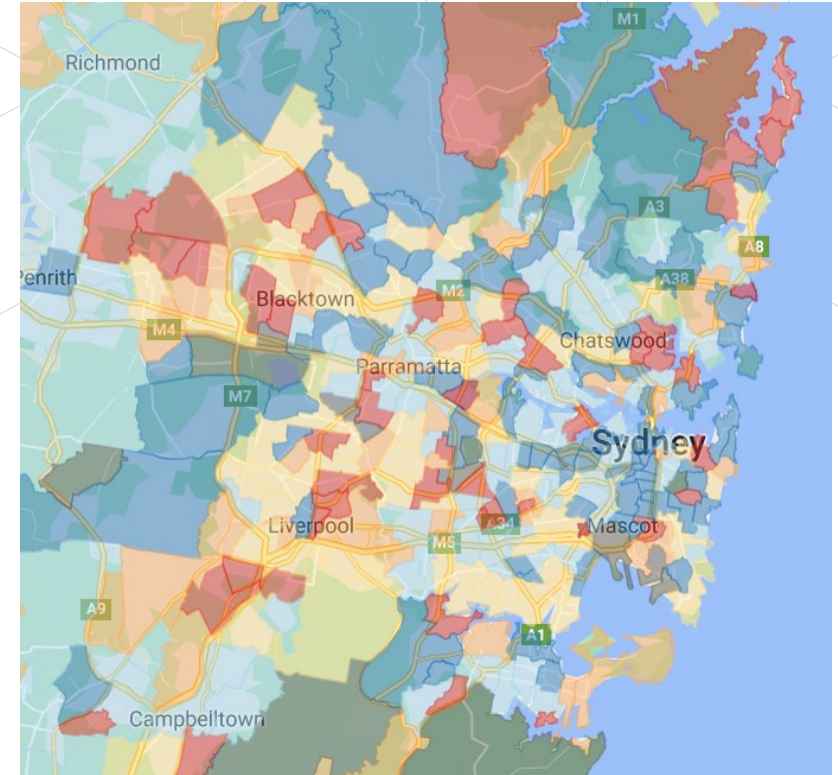 M1
Richmond
A3
A8
Penrith
A38
M2
Blacktown
M4
Chatswood
Parramatta
M7
Sydney
Liverpool
A34
Mascot
M5
A9
A1
Campbelltown